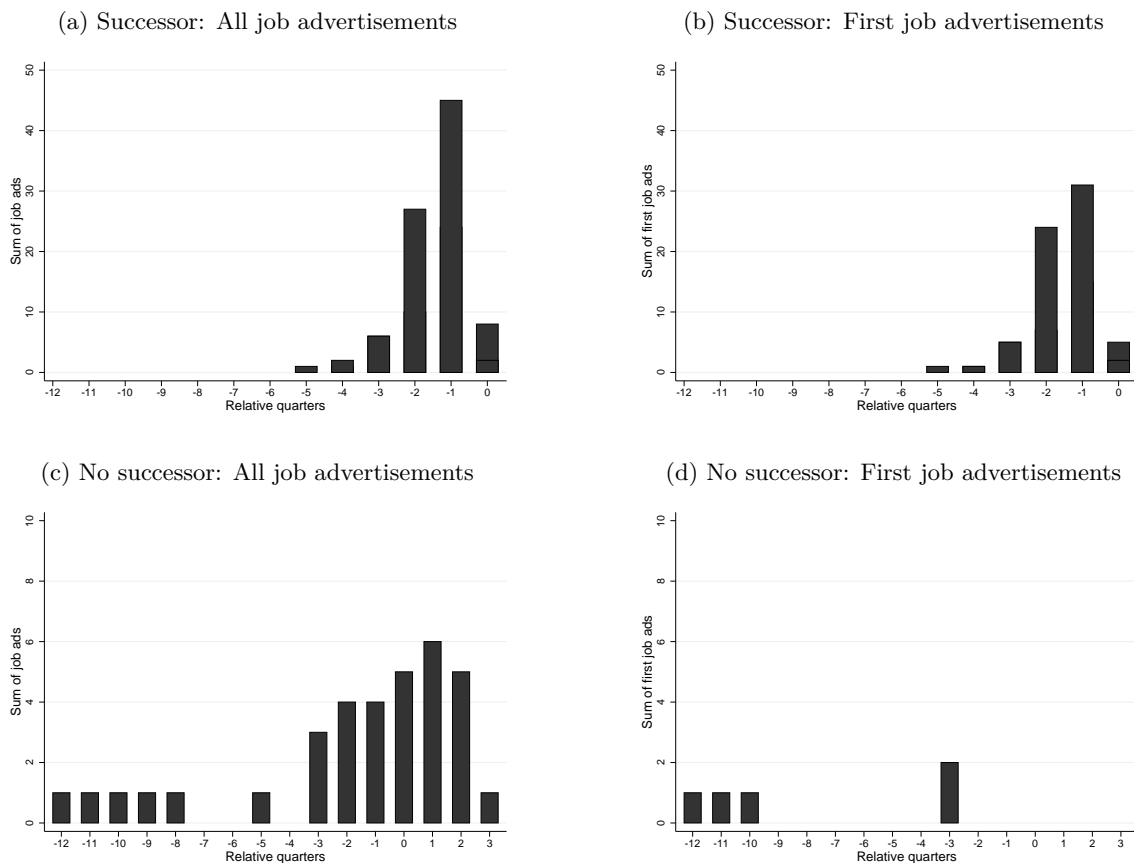 (a) Successor: All job advertisements
(b) Successor: First job advertisements
50
40
30
20
10
0
Sum of job ads
-12 -11 -10 -9 -8 -7 -6 -5 -4 -3 -2 -1 0
Relative quarters
50
40
30
20
10
0
Sum of first job ads
-12 -11 -10 -9 -8 -7 -6 -5 -4 -3 -2 -1 0
Relative quarters
(c) No successor: All job advertisements
(d) No successor: First job advertisements
10
8
6
4
2
0
Sum of job ads
-12 -11 -10 -9 -8 -7 -6 -5 -4 -3 -2 -1 0 1 2 3
Relative quarters
10
8
6
4
2
0
Sum of first job ads
-12 -11 -10 -9 -8 -7 -6 -5 -4 -3 -2 -1 0 1 2 3
Relative quarters